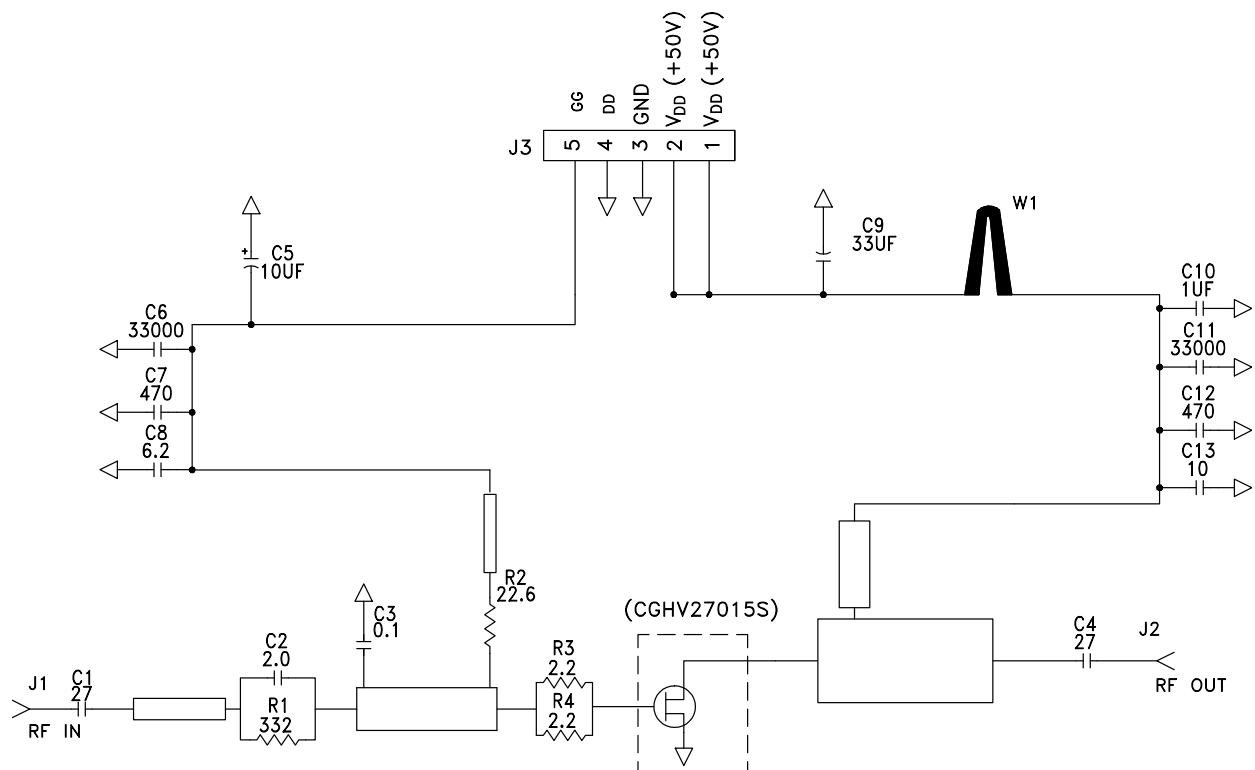 GG
DD
GND
VDD (+50V)
VDD (+50V)
J3
5
4
3
2
1
C5
10UF
C9
33UF
W1
C10
1UF
C6
33000
C11
33000
C7
470
C12
470
C8
6.2
C13
10
R2
22.6
C3
0.1
(CGHV27015S)
C2
2.0
R3
2.2
C4
27
J2
RF OUT
J1
C1
27
RF IN
R1
332
R4
2.2